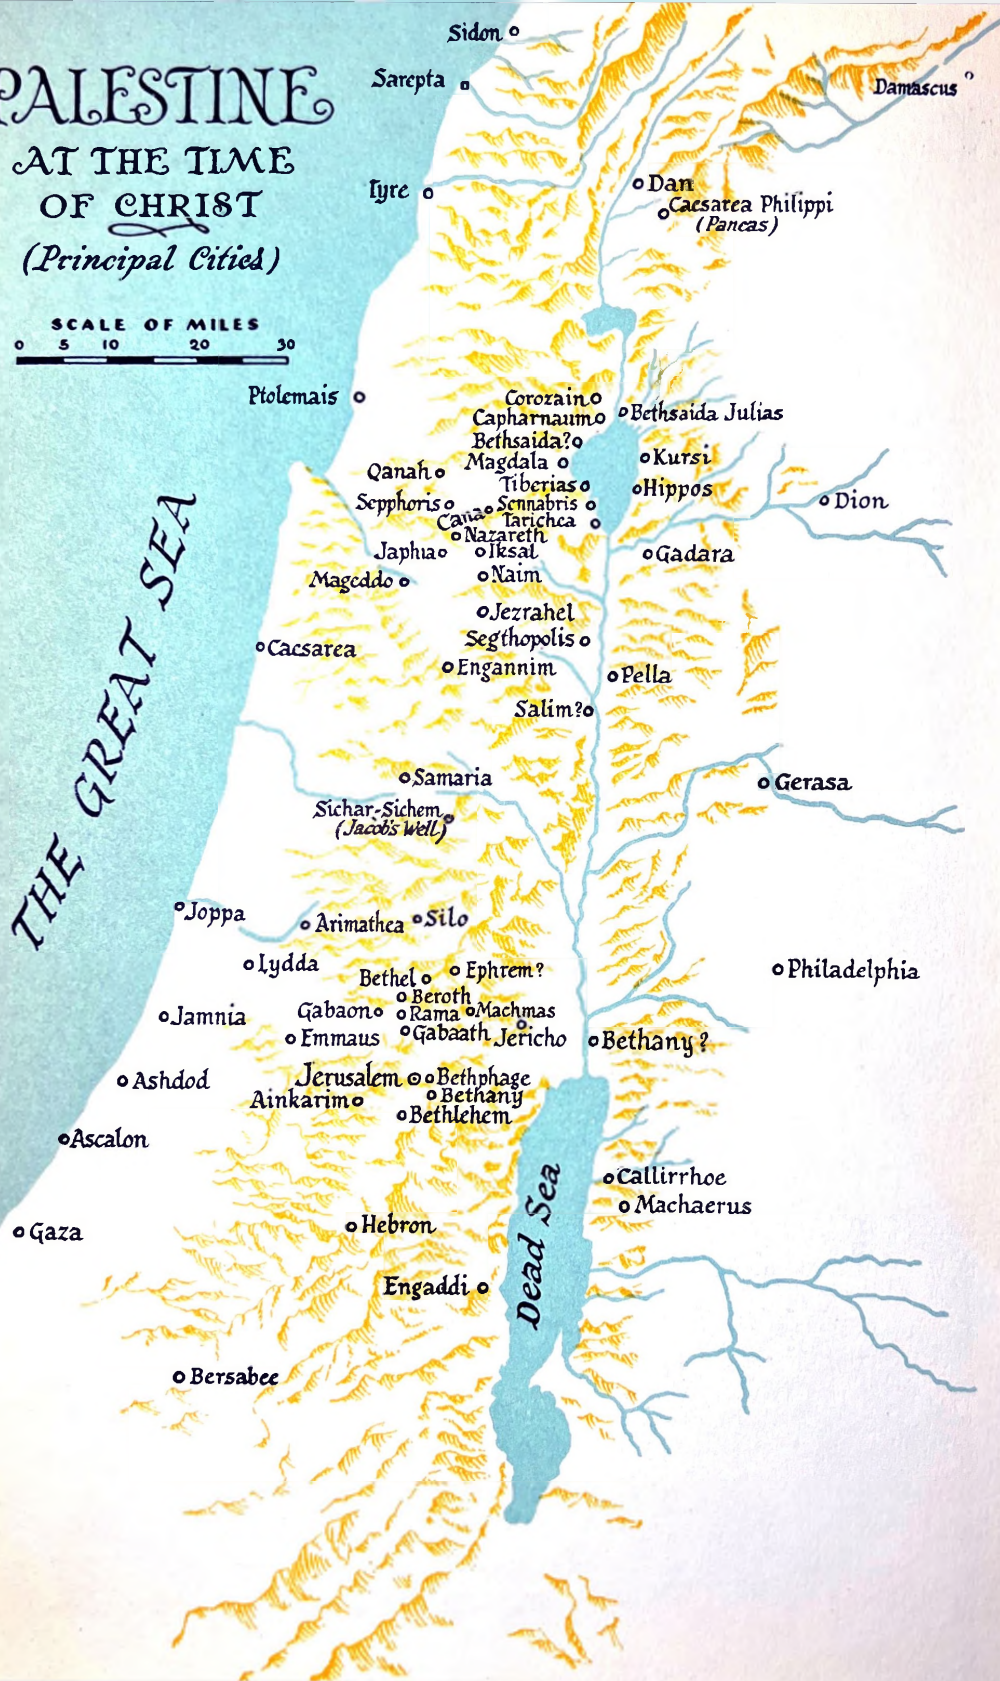 PALESTINE
AT THE TIME
OF CHRIST
(Principal Cities)
SCALE OF MILES
0 5 10 20 30
THE GREAT SEA
Sidon
Sarepta
Damascus
Tyre
Dan
Caesarea Philippi
(Paneas)
Ptolemais
Corozain
Capharnaum
Bethsaida Julias
Bethsaida?
Magdala
Kursi
Qanah
Tiberias
Hippos
Sepphoris
Sennabris
Dion
Cana
Tarichea
Nazareth
Japhia
Iksal
Gadara
Mageddo
Naim
Jezrahel
Segthopolis
Caesarea
Engannim
Pella
Salim?
Samaria
Gerasa
Sichar-Sichem
(Jacob's Well)
Joppa
Arimathea
Silo
Lydda
Bethel
Ephrem?
Philadelphia
Beroth
Jamnia
Gabaon
Rama
Machmas
Emmaus
Gabaath
Jericho
Bethany?
Ashdod
Jerusalem
Bethphage
Ainkarim
Bethany
Bethlehem
Ascalon
Callirrhoe
Machaerus
Gaza
Hebron
Dead Sea
Engaddi
Bersabee